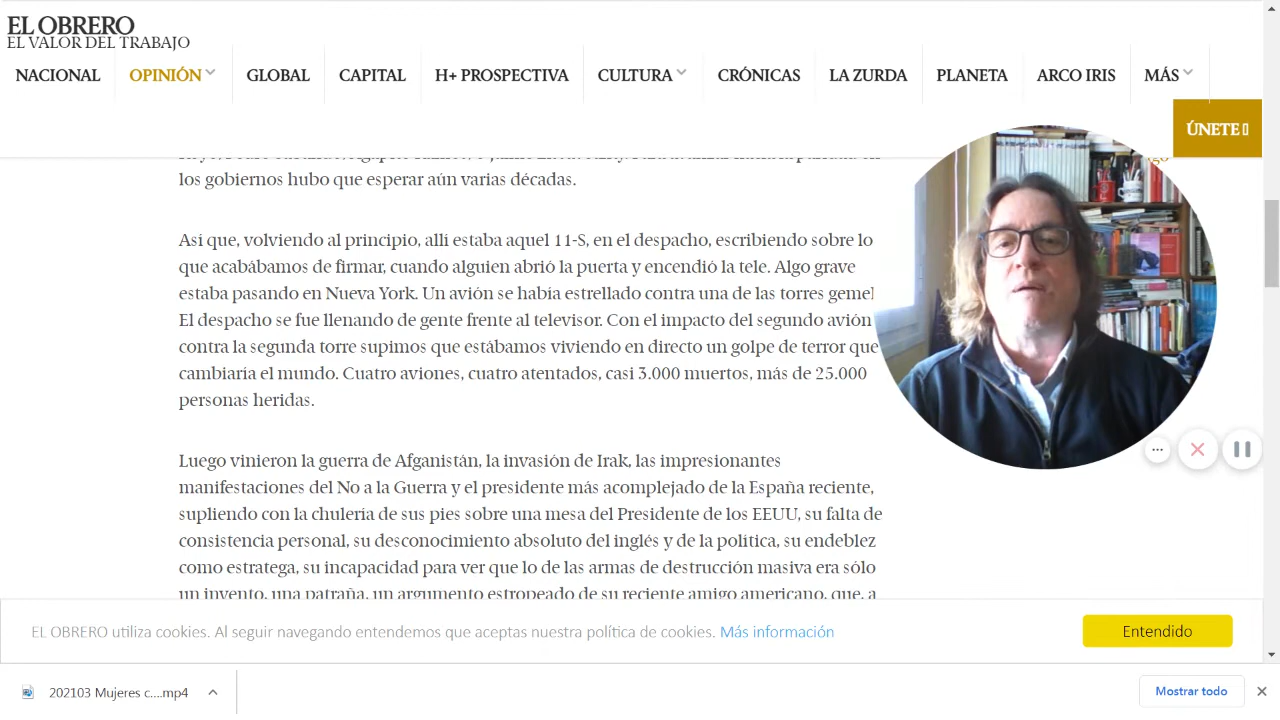 EL OBRERO
EL VALOR DEL TRABAJO
NACIONAL OPINIÓN GLOBAL CAPITAL H+ PROSPECTIVA CULTURA CRÓNICAS LA ZURDA PLANETA ARCO IRIS MÁS
ÚNETE
los gobiernos hubo que esperar aún varias décadas.
Así que, volviendo al principio, allí estaba aquel 11-S, en el despacho, escribiendo sobre lo
que acabábamos de firmar, cuando alguien abrió la puerta y encendió la tele. Algo grave
estaba pasando en Nueva York. Un avión se había estrellado contra una de las torres gemel
El despacho se fue llenando de gente frente al televisor. Con el impacto del segundo avión
contra la segunda torre supimos que estábamos viviendo en directo un golpe de terror que
cambiaría el mundo. Cuatro aviones, cuatro atentados, casi 3.000 muertos, más de 25.000
personas heridas.
Luego vinieron la guerra de Afganistán, la invasión de Irak, las impresionantes
manifestaciones del No a la Guerra y el presidente más acomplejado de la España reciente,
supliendo con la chulería de sus pies sobre una mesa del Presidente de los EEUU, su falta de
consistencia personal, su desconocimiento absoluto del inglés y de la política, su endeblez
como estratega, su incapacidad para ver que lo de las armas de destrucción masiva era sólo
un invento, una patraña, un argumento estropeado de su reciente amigo americano, que, a
EL OBRERO utiliza cookies. Al seguir navegando entendemos que aceptas nuestra política de cookies. Más información
Entendido
202103 Mujeres c....mp4
Mostrar todo